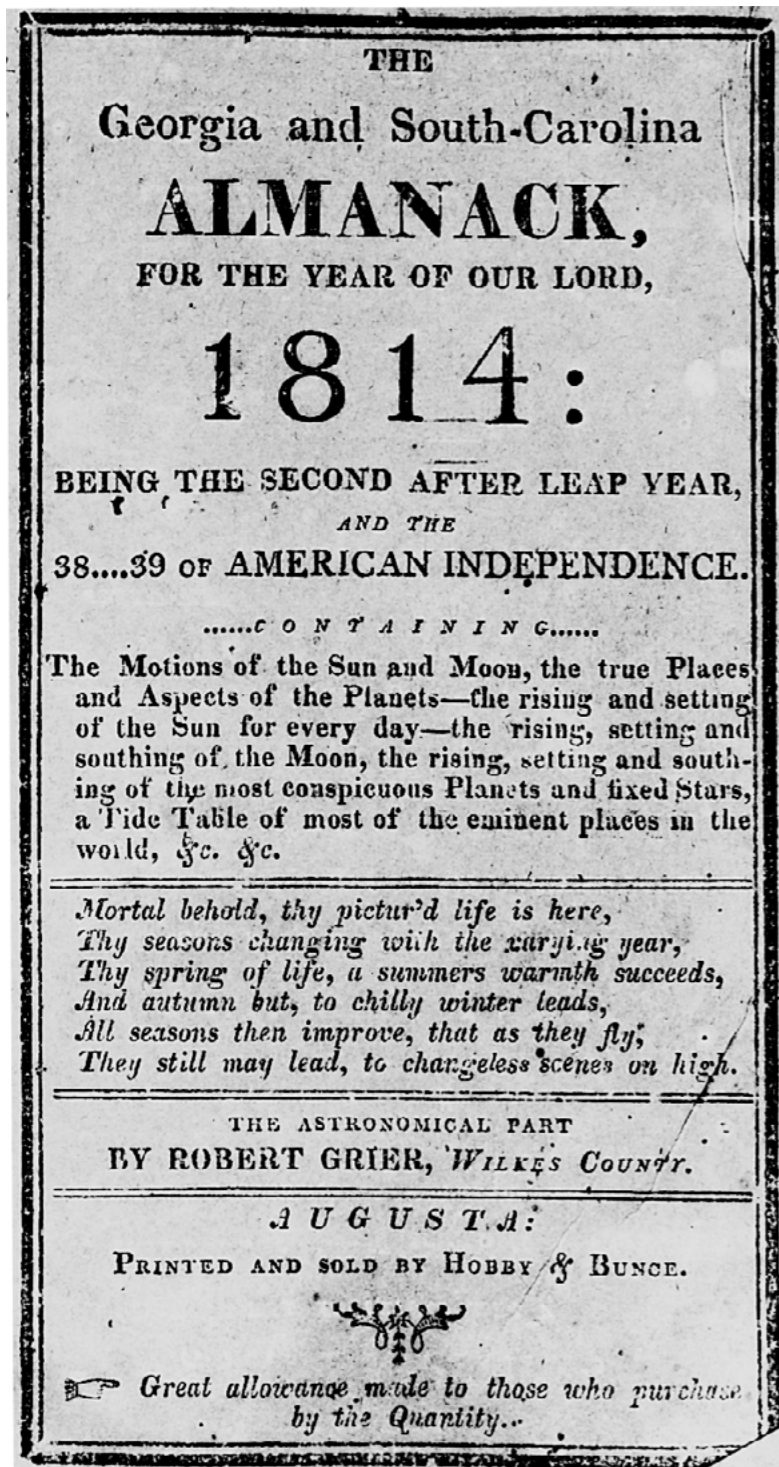 THE
Georgia and South-Carolina
ALMANACK,
FOR THE YEAR OF OUR LORD,
1814:
BEING THE SECOND AFTER LEAP YEAR,
AND THE
38....39 OF AMERICAN INDEPENDENCE.
......CONTAINING......
The Motions of the Sun and Moon, the true Places
and Aspects of the Planets—the rising and setting
of the Sun for every day—the rising, setting and
southing of the Moon, the rising, setting and south-
ing of the most conspicuous Planets and fixed Stars,
a Tide Table of most of the eminent places in the
world, &c. &c.
Mortal behold, thy pictur'd life is here,
Thy seasons changing with the varying year,
Thy spring of life, a summers warmth succeeds,
And autumn but, to chilly winter leads,
All seasons then improve, that as they fly,
They still may lead, to changeless scenes on high.
THE ASTRONOMICAL PART
BY ROBERT GRIER, WILKES COUNTY.
AUGUSTA:
PRINTED AND SOLD BY HOBBY & BUNCE.
Great allowance made to those who purchase
by the Quantity..